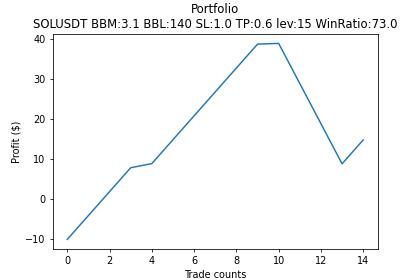 Portfolio
SOLUSDT BBM:3.1 BBL:140 SL:1.0 TP:0.6 lev:15 WinRatio:73.0
40
30
20
10
0
−10
Profit ($)
0 2 4 6 8 10 12 14
Trade counts